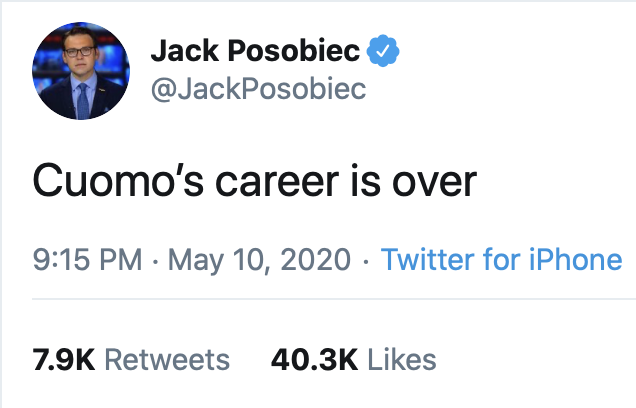 Jack Posobiec
@JackPosobiec
Cuomo’s career is over
9:15 PM · May 10, 2020 · Twitter for iPhone
7.9K Retweets 40.3K Likes